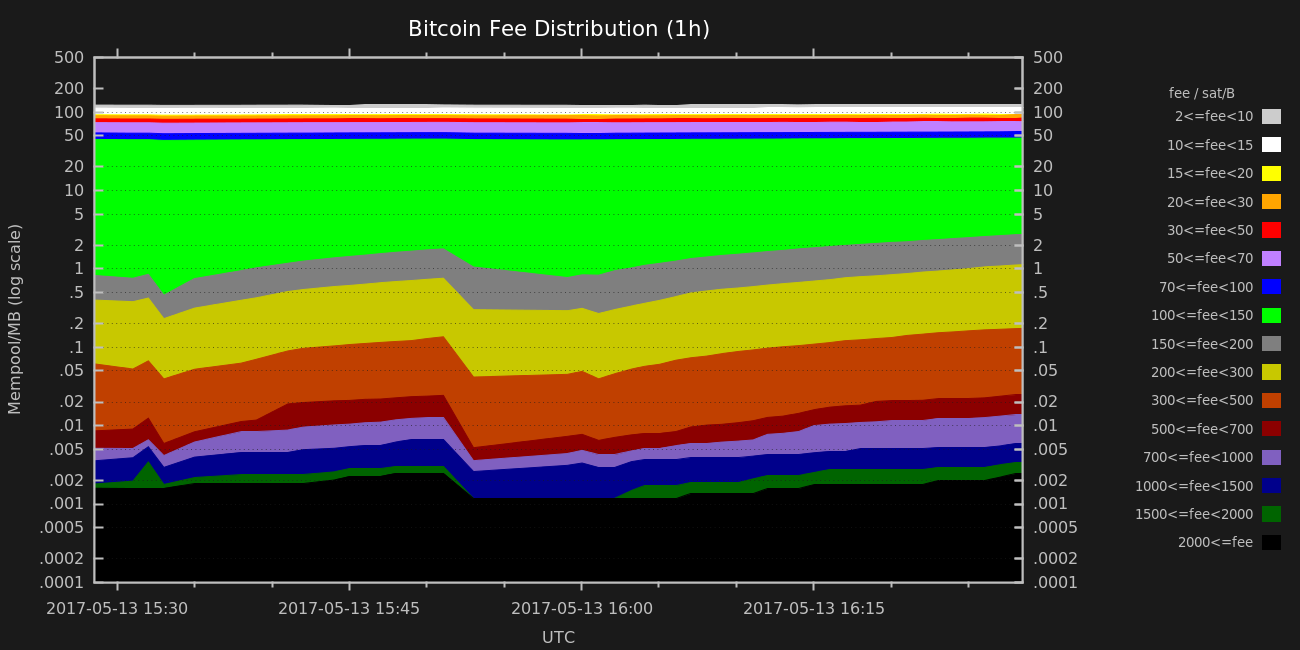 Bitcoin Fee Distribution (1h)
Mempool/MB (log scale)
500
200
100
50
20
10
5
2
1
.5
.2
.1
.05
.02
.01
.005
.002
.001
.0005
.0002
.0001
500
200
100
50
20
10
5
2
1
.5
.2
.1
.05
.02
.01
.005
.002
.001
.0005
.0002
.0001
fee / sat/B
2<=fee<10
10<=fee<15
15<=fee<20
20<=fee<30
30<=fee<50
50<=fee<70
70<=fee<100
100<=fee<150
150<=fee<200
200<=fee<300
300<=fee<500
500<=fee<700
700<=fee<1000
1000<=fee<1500
1500<=fee<2000
2000<=fee
2017-05-13 15:30 2017-05-13 15:45 2017-05-13 16:00 2017-05-13 16:15
UTC